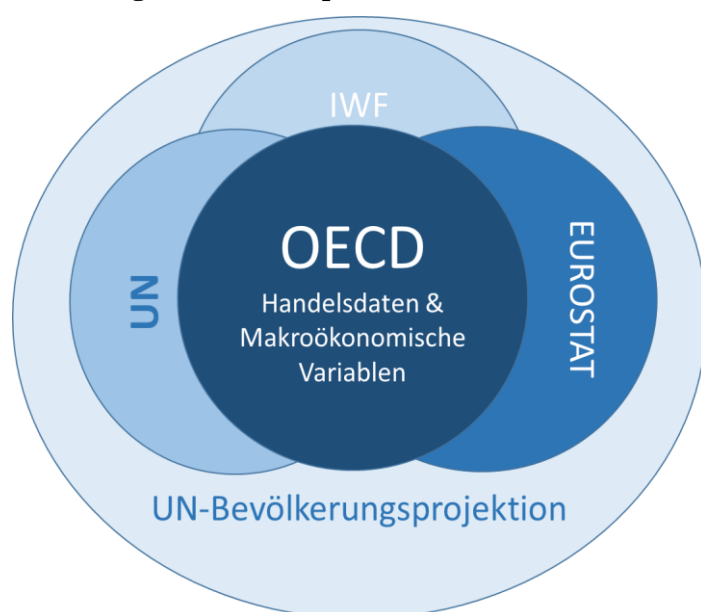 IWF
UN
OECD
Handelsdaten &
Makroökonomische
Variablen
EUROSTAT
UN-Bevölkerungsprojektion